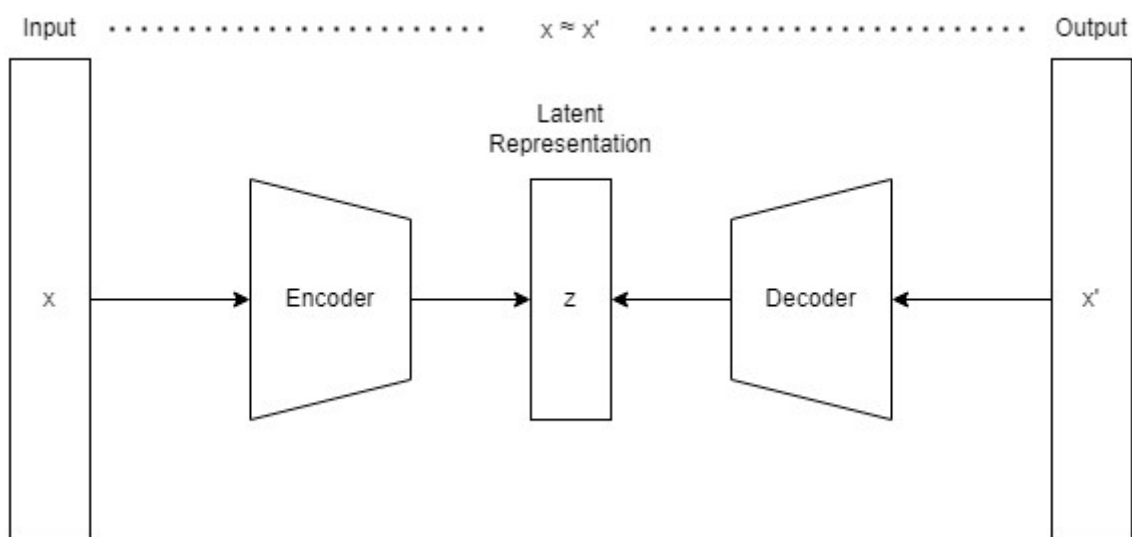 Input
x ≈ x'
Output
Latent
Representation
x
Encoder
z
Decoder
x'